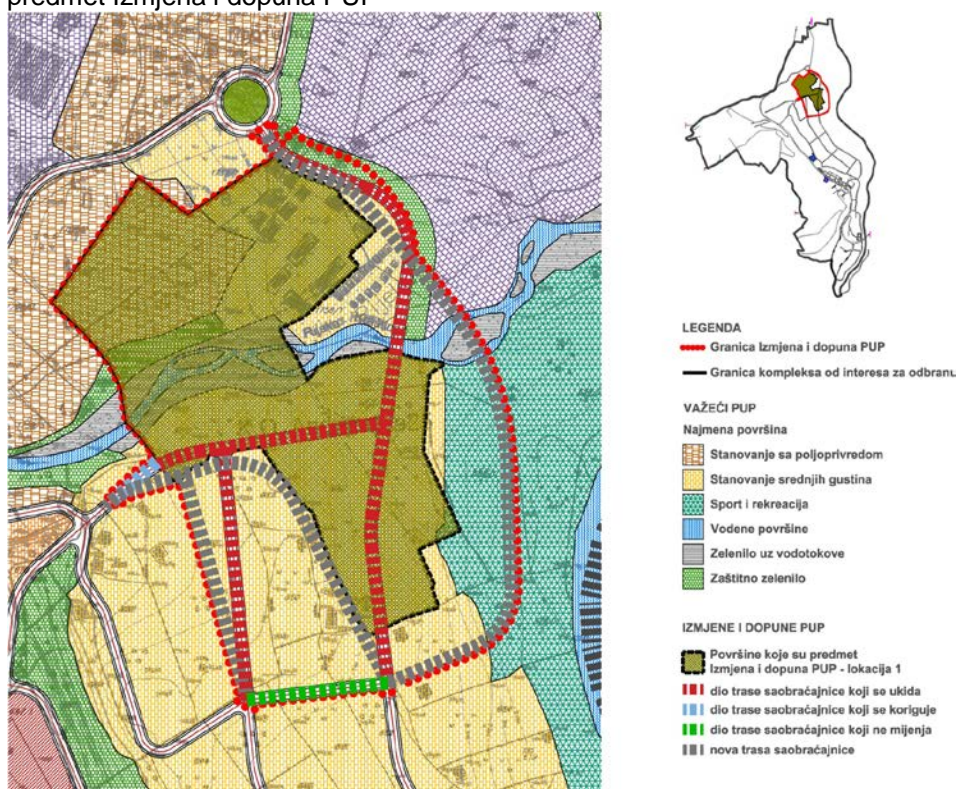 predmet Izmjena i dopuna PUP
LEGENDA
Granica Izmjena i dopuna PUP
Granica kompleksa od interesa za odbranu
VAŽEĆI PUP
Najmena površina
Stanovanje sa poljoprivredom
Stanovanje srednjih gustina
Sport i rekreacija
Vodene površine
Zelenilo uz vodotokove
Zaštitno zelenilo
IZMJENE I DOPUNE PUP
Površine koje su predmet
Izmjena i dopuna PUP - lokacija 1
dio trase saobraćajnice koji se ukida
dio trase saobraćajnice koji se koriguje
dio trase saobraćajnice koji ne mijenja
nova trasa saobraćajnice